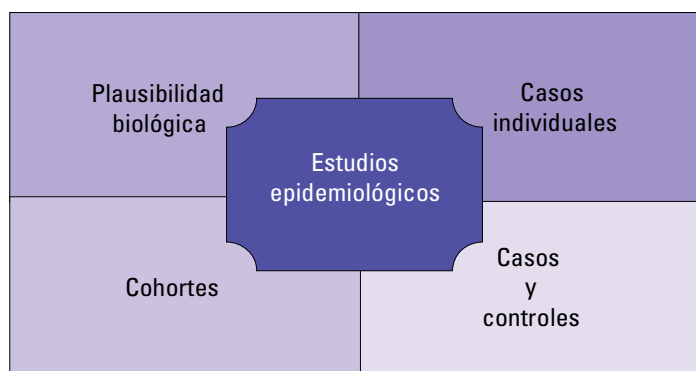 Plausibilidad
biológica
Casos
individuales
Estudios
epidemiológicos
Cohortes
Casos
y
controles